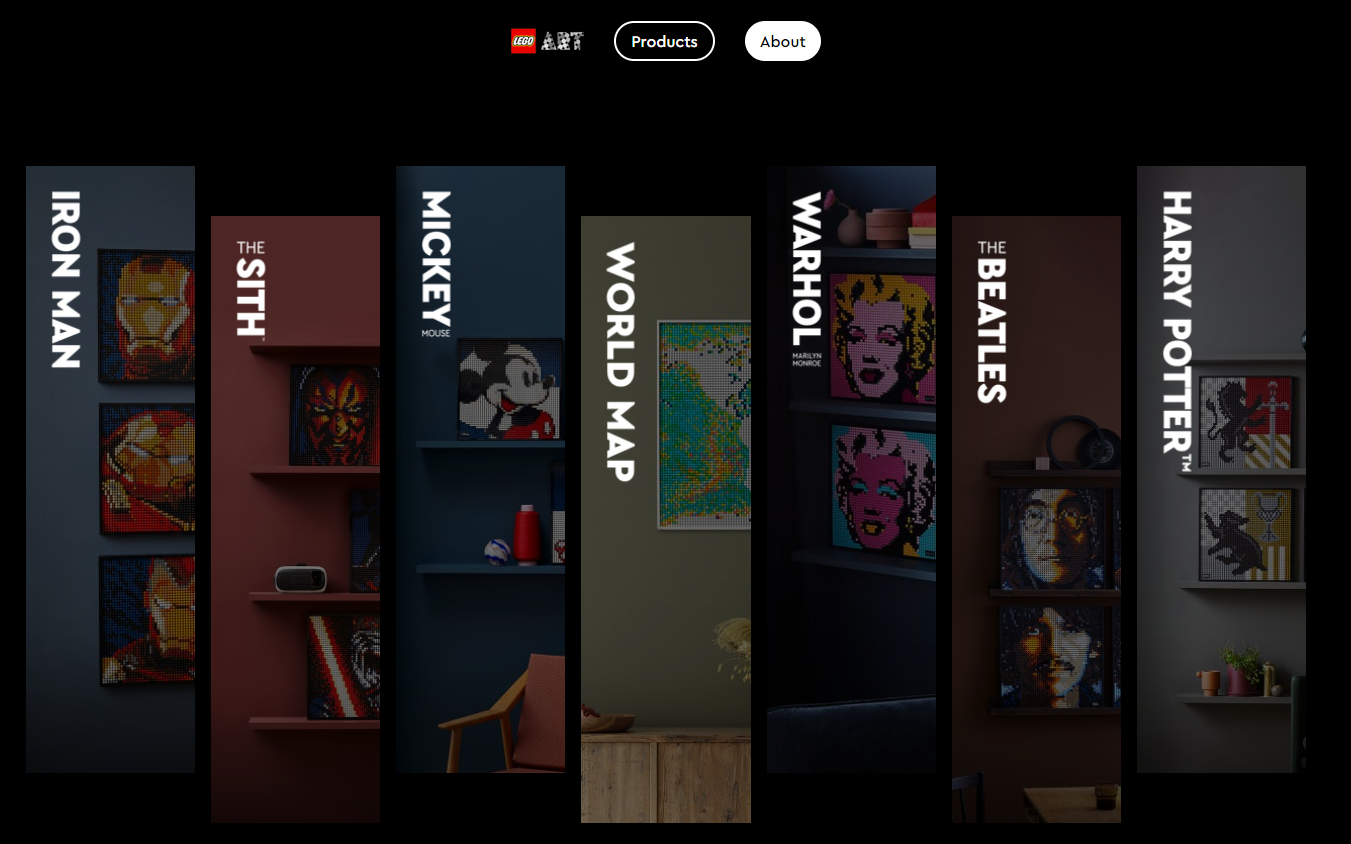 LEGO ART
Products
About
IRON MAN
THE
SITH
MICKEY
MOUSE
WORLD MAP
WARHOL
MARILYN
MONROE
THE
BEATLES
HARRY POTTER™